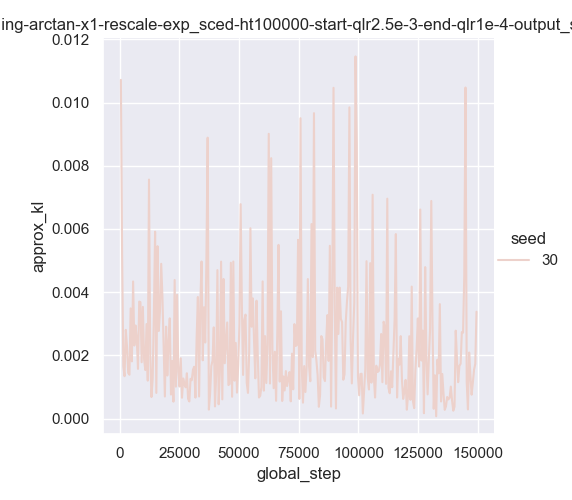 ing-arctan-x1-rescale-exp_sced-ht100000-start-qlr2.5e-3-end-qlr1e-4-output_s
0.012
0.010
0.008
0.006
0.004
0.002
0.000
approx_kl
0 25000 50000 75000 100000 125000 150000
global_step
seed
30